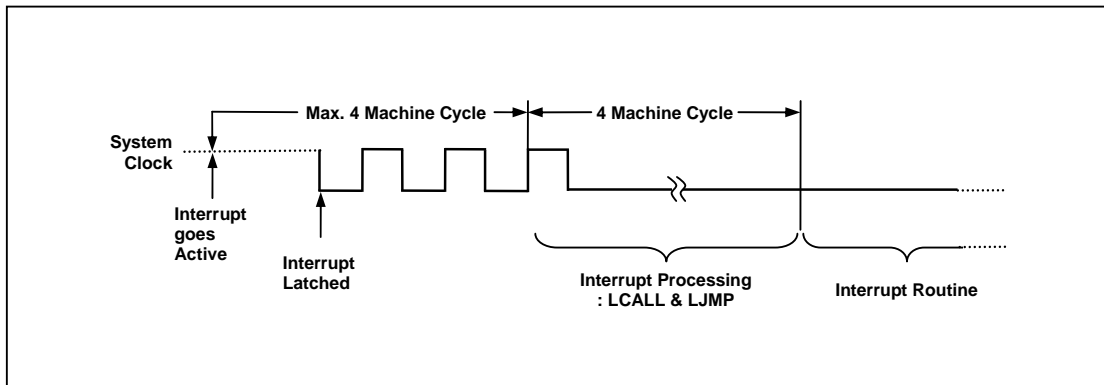 Max. 4 Machine Cycle
4 Machine Cycle
System
Clock
Interrupt
goes
Active
Interrupt
Latched
Interrupt Processing
: LCALL & LJMP
Interrupt Routine